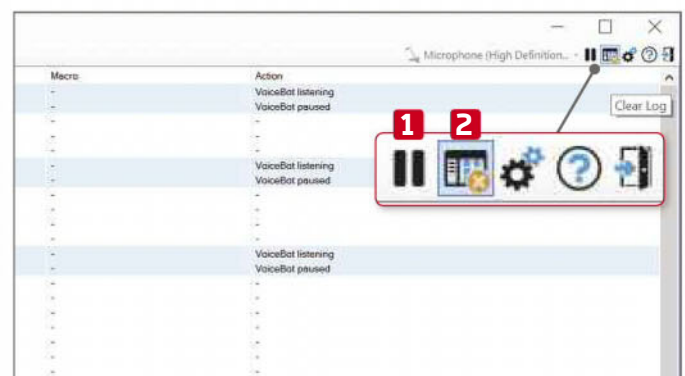 Microphone (High Definition...
Clear Log
Macro Action
- VoiceBot listening
- VoiceBot paused
- -
- -
- -
- VoiceBot listening
- VoiceBot paused
- -
- -
- -
- -
- VoiceBot listening
- VoiceBot paused
- -
- -
- -
- -
- -
- -
- -
1 2
?